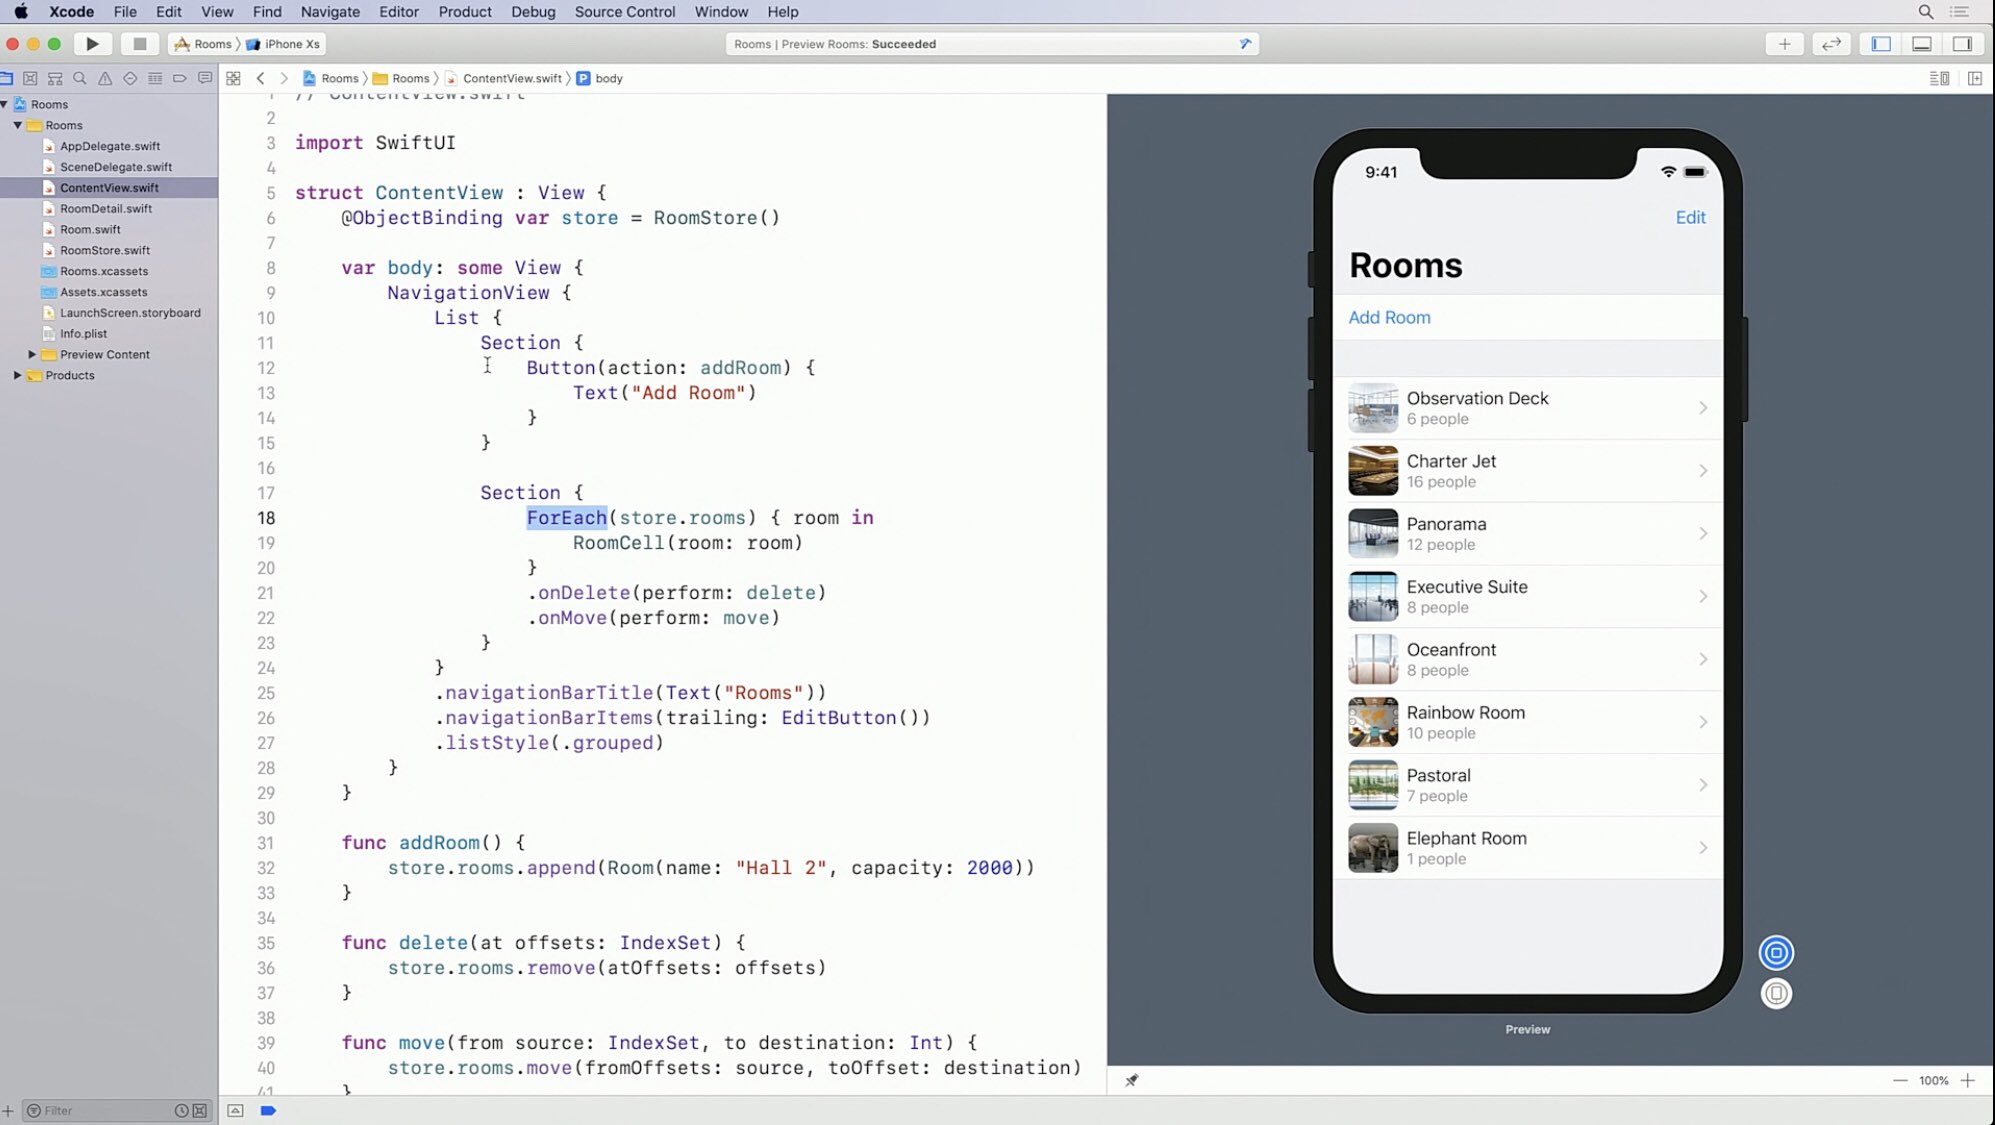 Xcode File Edit View Find Navigate Editor Product Debug Source Control Window Help
Rooms iPhone Xs
Rooms | Preview Rooms: Succeeded
Rooms Rooms ContentView.swift body
Rooms
Rooms
AppDelegate.swift
SceneDelegate.swift
ContentView.swift
RoomDetail.swift
Room.swift
RoomStore.swift
Rooms.xcassets
Assets.xcassets
LaunchScreen.storyboard
Info.plist
Preview Content
Products
Filter
1 // ContentView.swift
2
3 import SwiftUI
4
5 struct ContentView : View {
6 @ObjectBinding var store = RoomStore()
7
8 var body: some View {
9 NavigationView {
10 List {
11 Section {
12 Button(action: addRoom) {
13 Text("Add Room")
14 }
15 }
16
17 Section {
18 ForEach(store.rooms) { room in
19 RoomCell(room: room)
20 }
21 .onDelete(perform: delete)
22 .onMove(perform: move)
23 }
24 }
25 .navigationBarTitle(Text("Rooms"))
26 .navigationBarItems(trailing: EditButton())
27 .listStyle(.grouped)
28 }
29 }
30
31 func addRoom() {
32 store.rooms.append(Room(name: "Hall 2", capacity: 2000))
33 }
34
35 func delete(at offsets: IndexSet) {
36 store.rooms.remove(atOffsets: offsets)
37 }
38
39 func move(from source: IndexSet, to destination: Int) {
40 store.rooms.move(fromOffsets: source, toOffset: destination)
41 }
9:41
Edit
Rooms
Add Room
Observation Deck
6 people
Charter Jet
16 people
Panorama
12 people
Executive Suite
8 people
Oceanfront
8 people
Rainbow Room
10 people
Pastoral
7 people
Elephant Room
1 people
Preview
100%